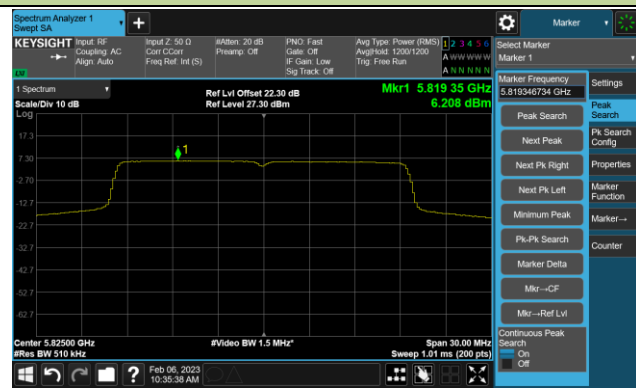 Spectrum Analyzer 1
Swept SA
+
Marker
KEYSIGHT
Input: RF
Coupling: AC
Align: Auto
Input Z: 50 Ω
Corr CCorr
Freq Ref: Int (S)
#Atten: 20 dB
Preamp: Off
PNO: Fast
Gate: Off
IF Gain: Low
Sig Track: Off
Avg Type: Power (RMS)
Avg|Hold: 1200/1200
Trig: Free Run
1 2 3 4 5 6
A W W W W W
A N N N N N
Select Marker
Marker 1
1 Spectrum
Scale/Div 10 dB
Ref Lvl Offset 22.30 dB
Ref Level 27.30 dBm
Mkr1 5.819 35 GHz
6.208 dBm
Log
17.3
7.30
-2.70
-12.7
-22.7
-32.7
-42.7
-52.7
-62.7
1
Center 5.82500 GHz
#Res BW 510 kHz
#Video BW 1.5 MHz*
Span 30.00 MHz
Sweep 1.01 ms (200 pts)
Marker Frequency
5.819346734 GHz
Peak Search
Next Peak
Next Pk Right
Next Pk Left
Minimum Peak
Pk-Pk Search
Marker Delta
Mkr→CF
Mkr→Ref Lvl
Continuous Peak
Search
On
Off
Settings
Peak
Search
Pk Search
Config
Properties
Marker
Function
Marker→
Counter
?
Feb 06, 2023
10:35:38 AM